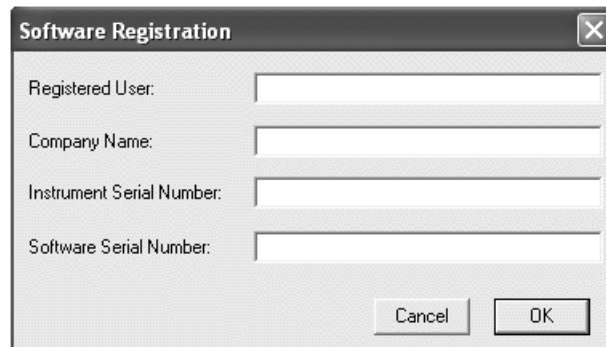 Software Registration
Registered User:
Company Name:
Instrument Serial Number:
Software Serial Number:
Cancel OK